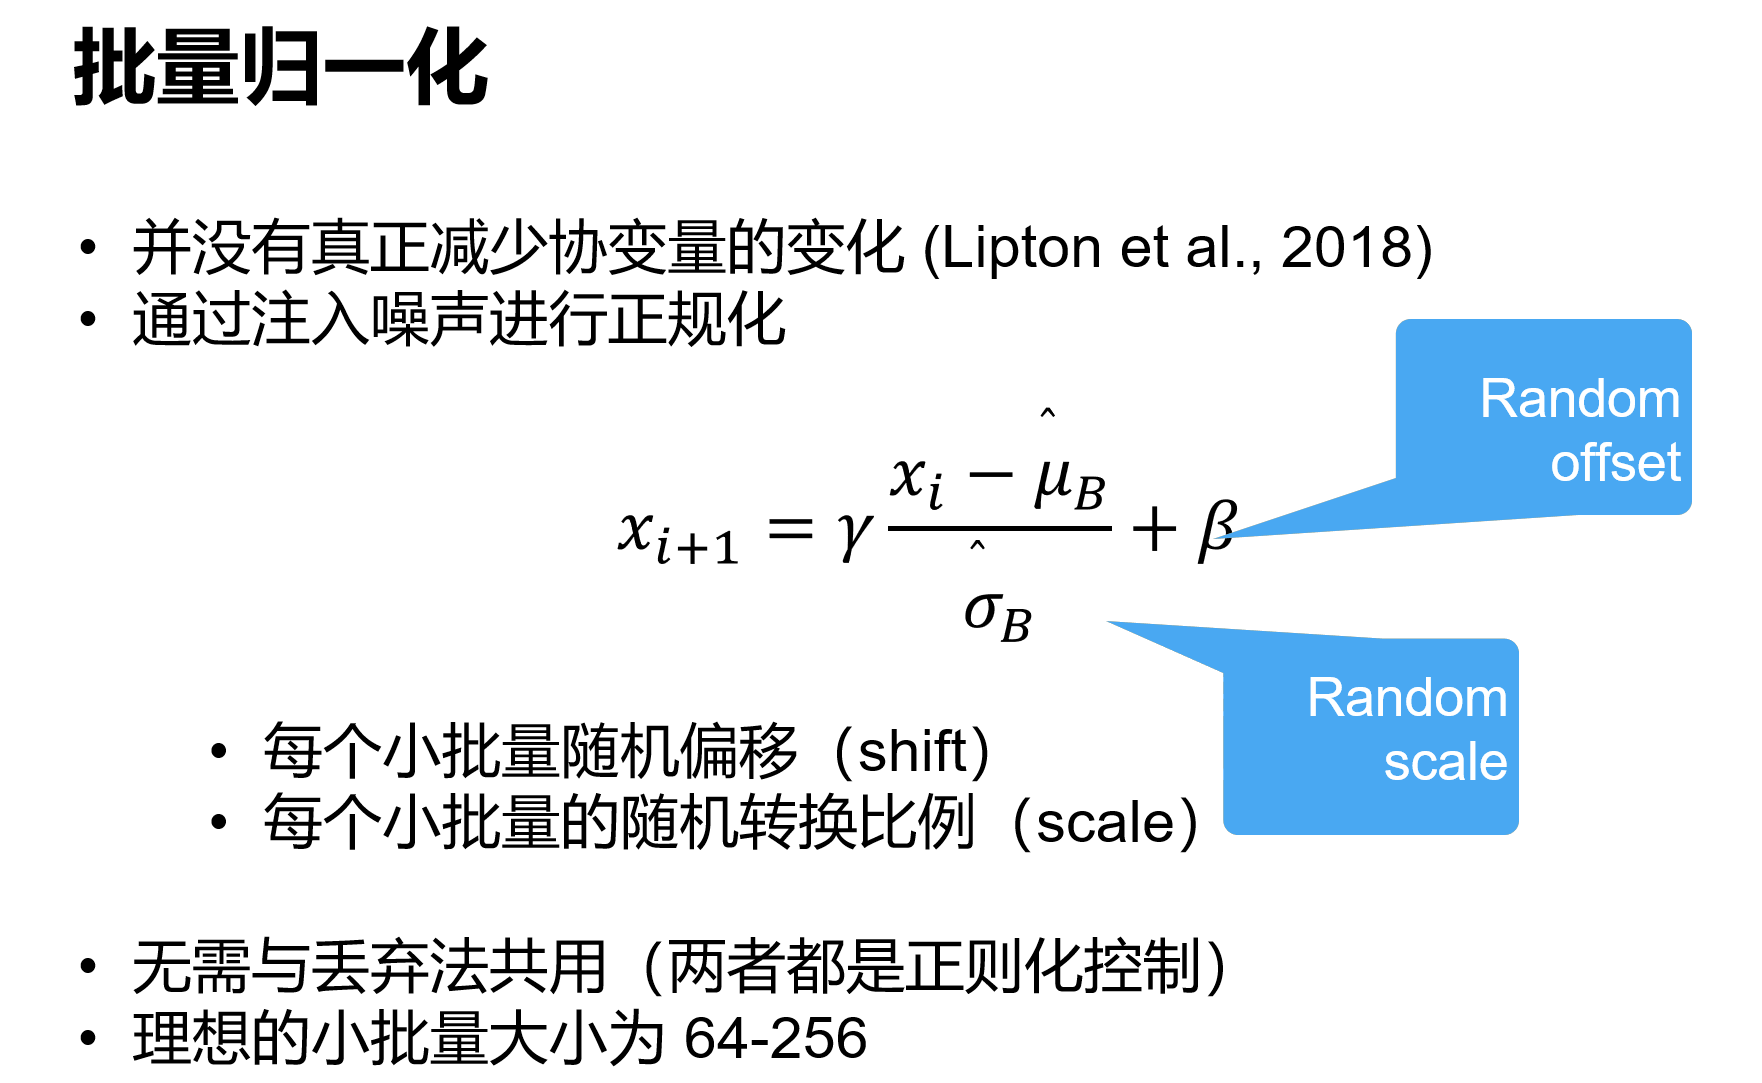 批量归一化
• 并没有真正减少协变量的变化 (Lipton et al., 2018)
• 通过注入噪声进行正规化
Random
offset
x_{i+1} = γ \frac{x_i − \hat{μ}_B}{\hat{σ}_B} + β
Random
scale
• 每个小批量随机偏移（shift）
• 每个小批量的随机转换比例（scale）
• 无需与丢弃法共用（两者都是正则化控制）
• 理想的小批量大小为 64-256